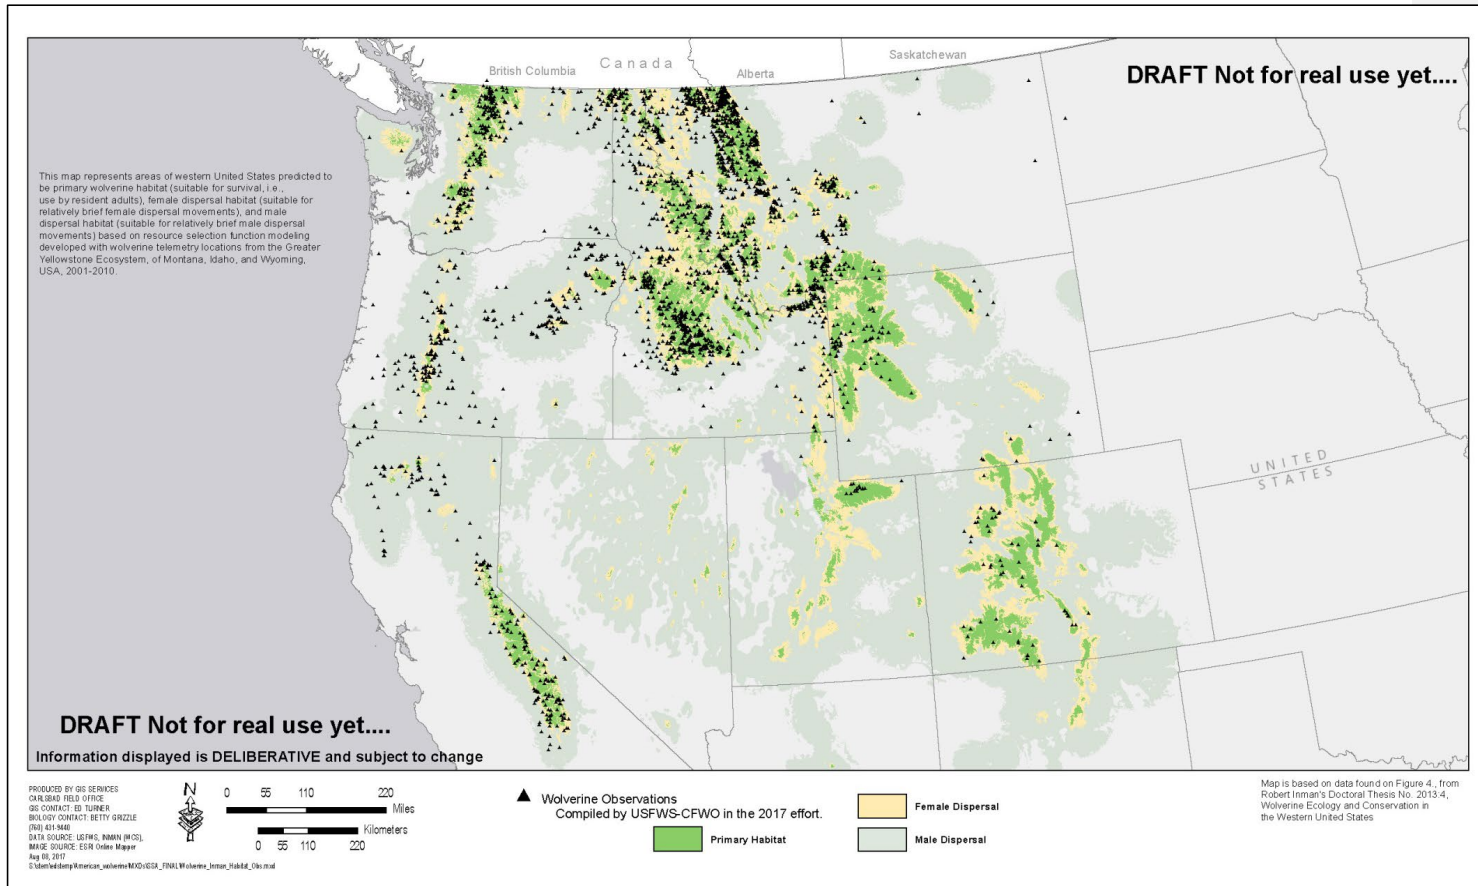 British Columbia
Canada
Alberta
Saskatchewan
DRAFT Not for real use yet....
This map represents areas of western United States predicted to
be primary wolverine habitat (suitable for survival, i.e.,
use by resident adults), female dispersal habitat (suitable for
relatively brief female dispersal movements), and male
dispersal habitat (suitable for relatively brief male dispersal
movements) based on resource selection function modeling
developed with wolverine telemetry locations from the Greater
Yellowstone Ecosystem, of Montana, Idaho, and Wyoming,
USA, 2001-2010.
UNITED
STATES
DRAFT Not for real use yet....
Information displayed is DELIBERATIVE and subject to change
PRODUCED BY GIS SERVICES
CARLSBAD FIELD OFFICE
GIS CONTACT: ED TURNER
BIOLOGY CONTACT: BETTY GRIZZLE
(760) 431-9440
DATA SOURCE: USFWS, INMAN (WCS),
IMAGE SOURCE: ESRI Online Mapper
Aug 08, 2017
N
0 55 110 220
Miles
Kilometers
0 55 110 220
Wolverine Observations
Compiled by USFWS-CFWO in the 2017 effort.
Primary Habitat
Female Dispersal
Male Dispersal
Map is based on data found on Figure 4., from
Robert Inman's Doctoral Thesis No. 2013:4,
Wolverine Ecology and Conservation in
the Western United States